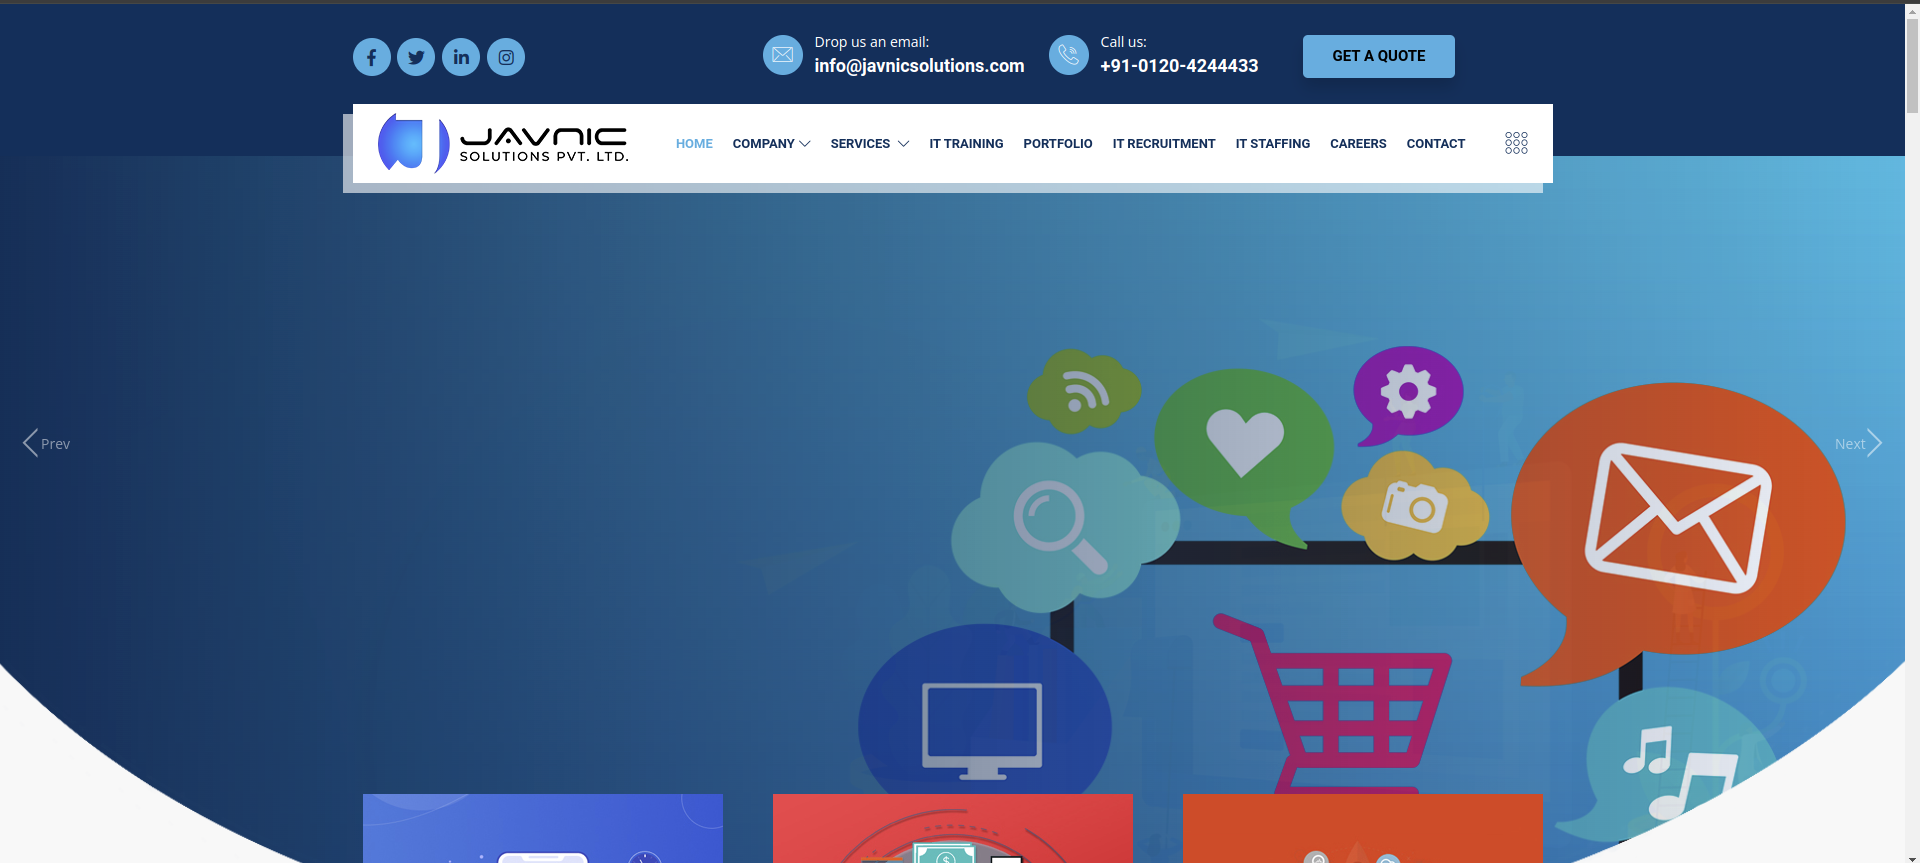 Drop us an email:
info@javnicsolutions.com
Call us:
+91-0120-4244433
GET A QUOTE
JAVNIC
SOLUTIONS PVT. LTD.
HOME COMPANY SERVICES IT TRAINING PORTFOLIO IT RECRUITMENT IT STAFFING CAREERS CONTACT
Prev
Next